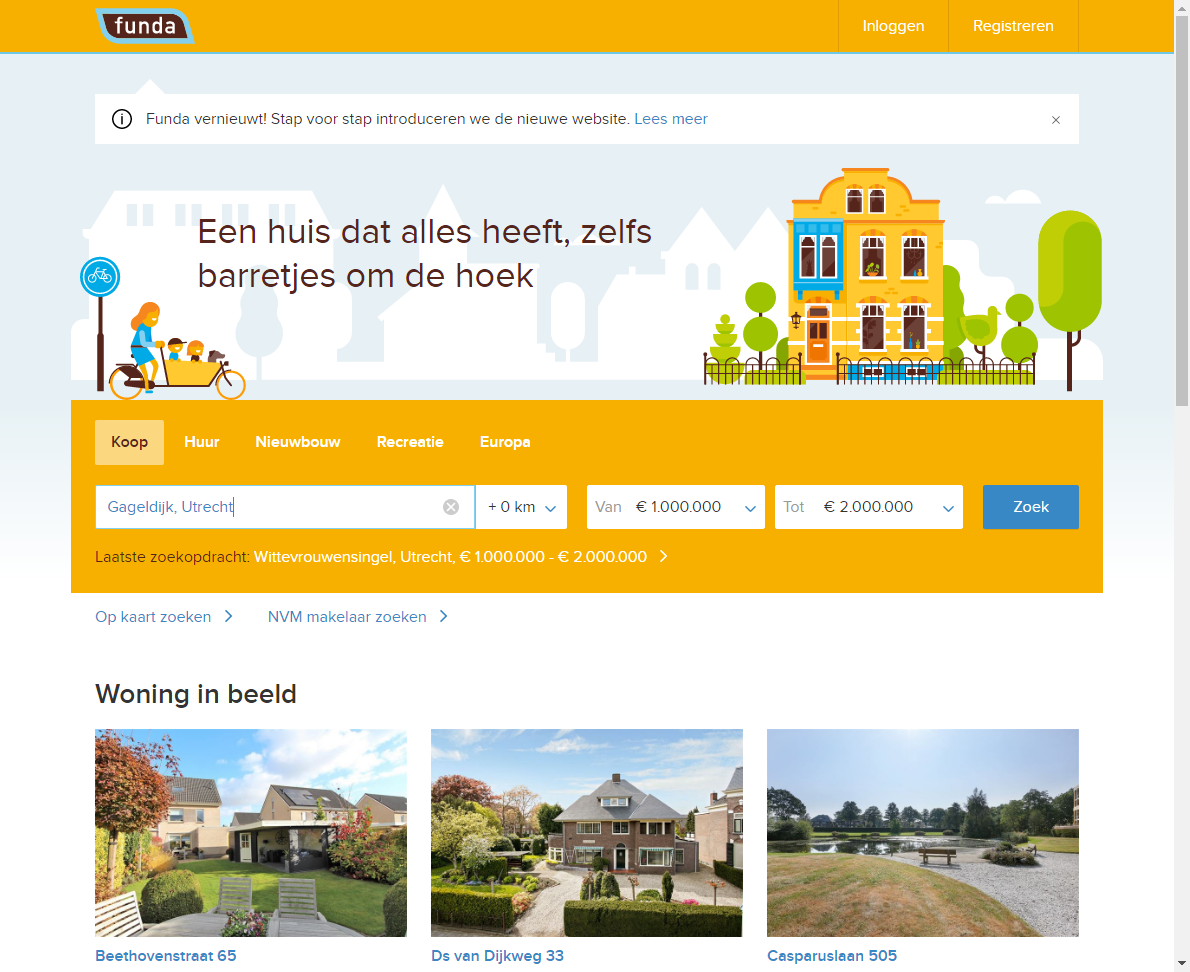 funda
Inloggen
Registreren
Funda vernieuwt! Stap voor stap introduceren we de nieuwe website. Lees meer
Een huis dat alles heeft, zelfs
barretjes om de hoek
Koop
Huur
Nieuwbouw
Recreatie
Europa
Gageldijk, Utrecht
+ 0 km
Van € 1.000.000
Tot € 2.000.000
Zoek
Laatste zoekopdracht: Wittevrouwensingel, Utrecht, € 1.000.000 - € 2.000.000
Op kaart zoeken
NVM makelaar zoeken
Woning in beeld
Beethovenstraat 65
Ds van Dijkweg 33
Casparuslaan 505